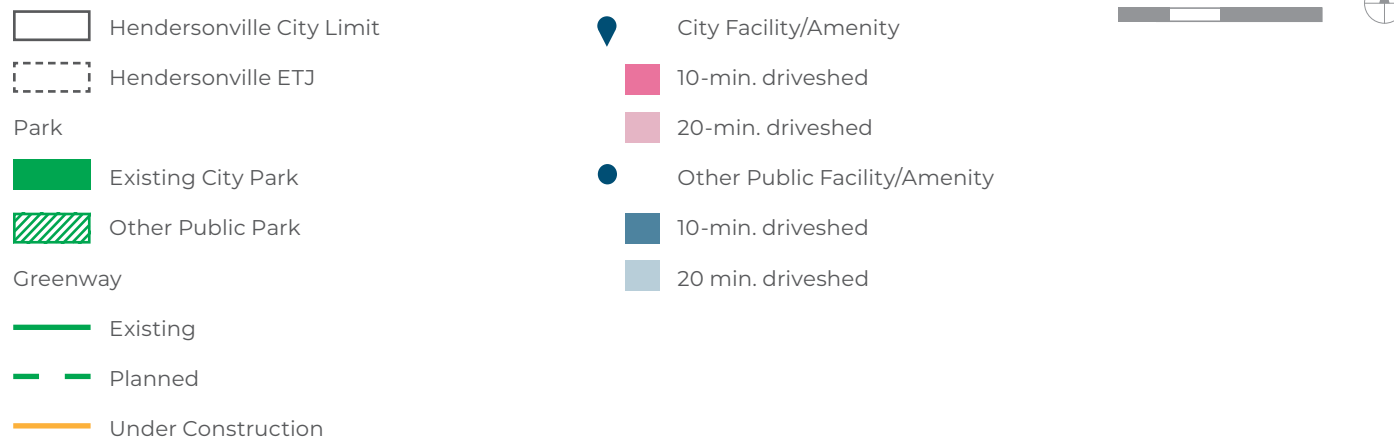 Hendersonville City Limit
Hendersonville ETJ
Park
Existing City Park
Other Public Park
Greenway
Existing
Planned
Under Construction
City Facility/Amenity
10-min. driveshed
20-min. driveshed
Other Public Facility/Amenity
10-min. driveshed
20 min. driveshed